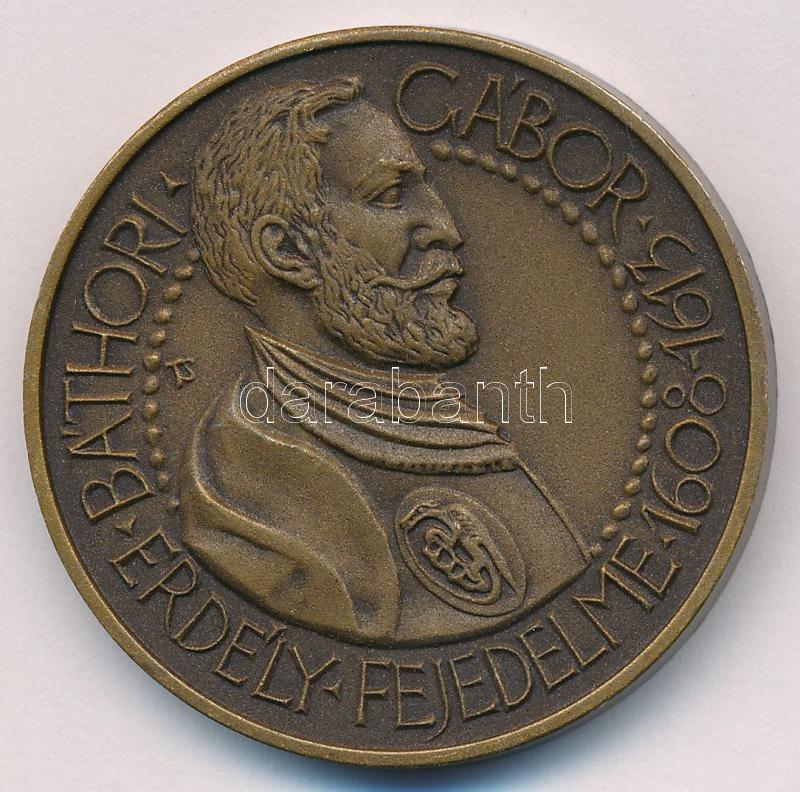 BÁTHORI · GÁBOR · 1608-1613
· ERDÉLY · FEJEDELME ·
darabanth